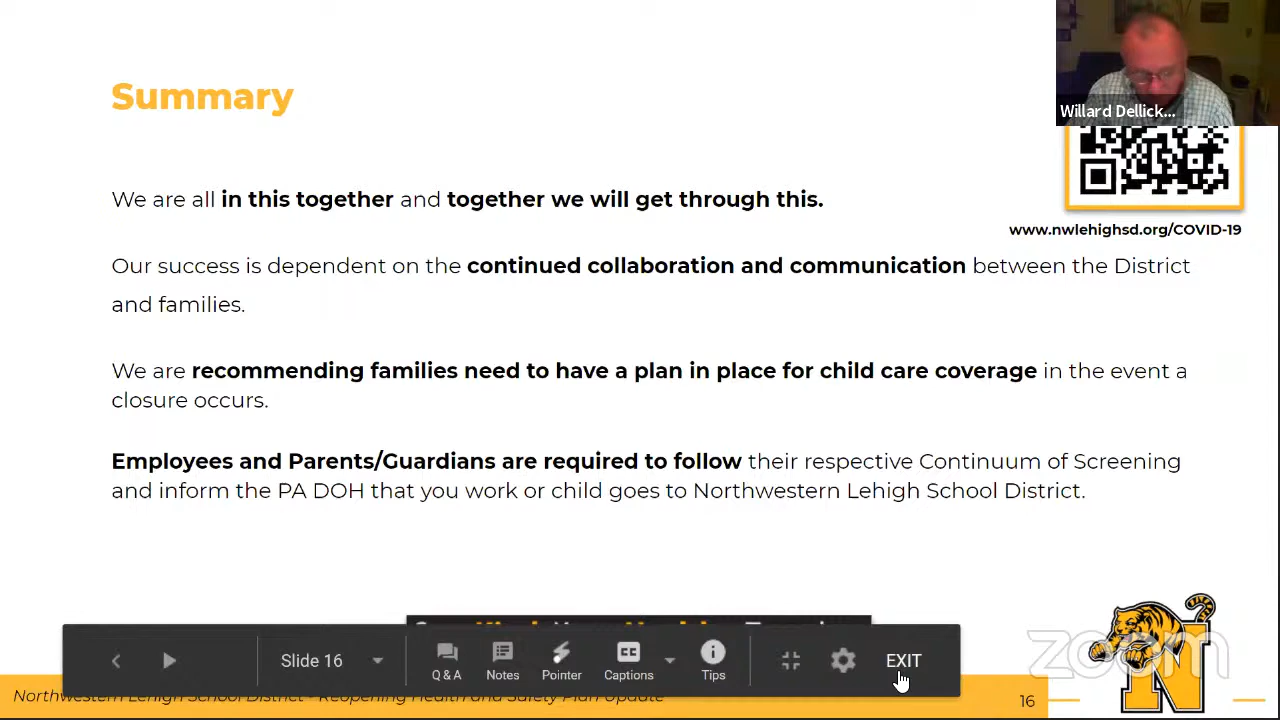 Summary
Willard Dellick...
We are all in this together and together we will get through this.
www.nwlehighsd.org/COVID-19
Our success is dependent on the continued collaboration and communication between the District
and families.
We are recommending families need to have a plan in place for child care coverage in the event a
closure occurs.
Employees and Parents/Guardians are required to follow their respective Continuum of Screening
and inform the PA DOH that you work or child goes to Northwestern Lehigh School District.
Slide 16
Q & A
Notes
Pointer
Captions
Tips
EXIT
zoom
N
Northwestern Lehigh School District - Reopening Health and Safety Plan Update
16